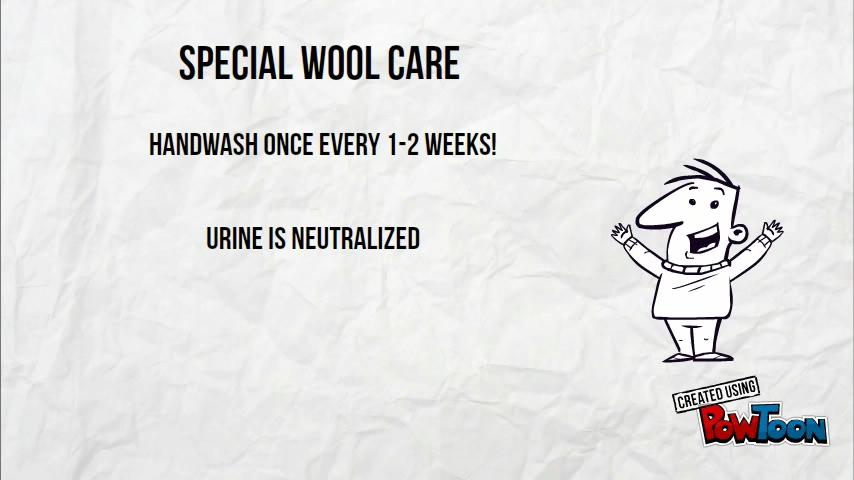 SPECIAL WOOL CARE
HANDWASH ONCE EVERY 1-2 WEEKS!
URINE IS NEUTRALIZED
CREATED USING
POWTOON